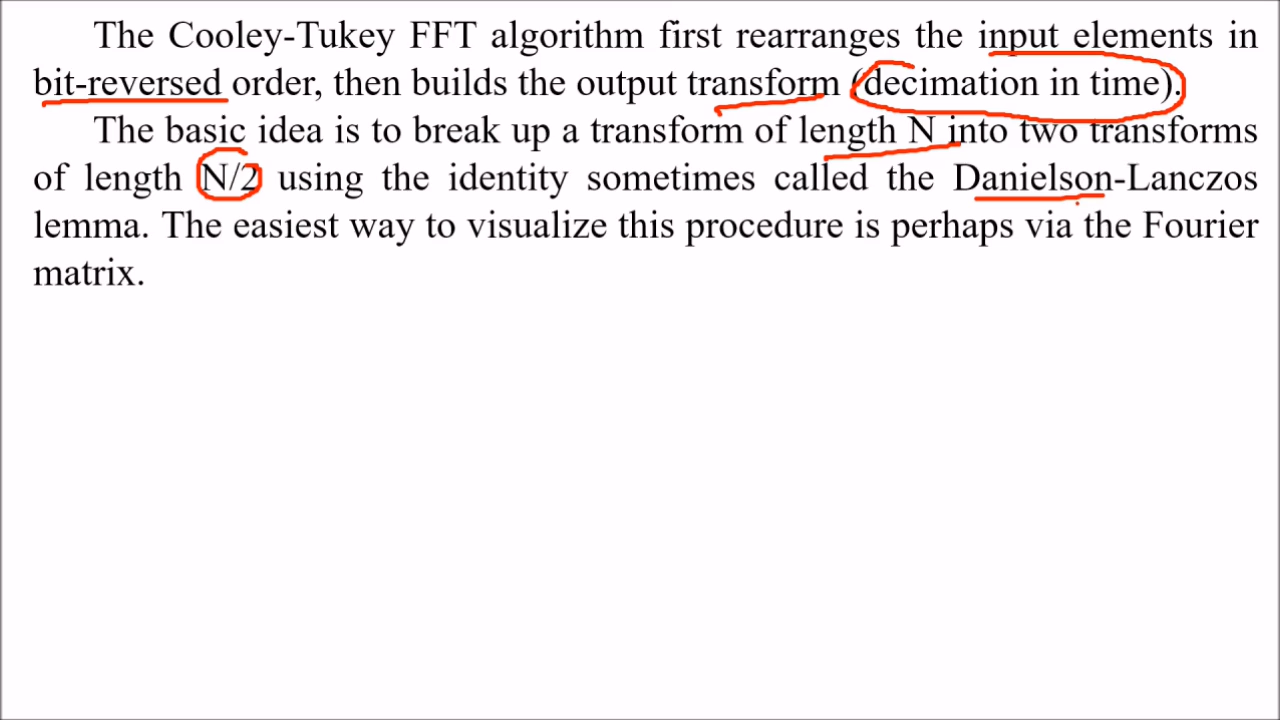 The Cooley-Tukey FFT algorithm first rearranges the input elements in
bit-reversed order, then builds the output transform (decimation in time).
The basic idea is to break up a transform of length N into two transforms
of length N/2 using the identity sometimes called the Danielson-Lanczos
lemma. The easiest way to visualize this procedure is perhaps via the Fourier
matrix.